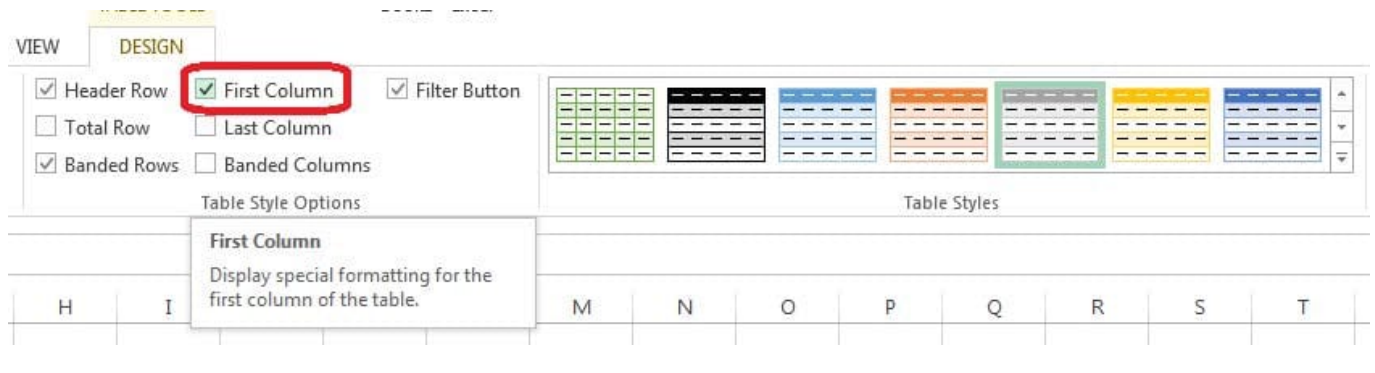 VIEW DESIGN
Header Row First Column Filter Button
Total Row Last Column
Banded Rows Banded Columns
Table Style Options Table Styles
First Column
Display special formatting for the
first column of the table.
H I M N O P Q R S T